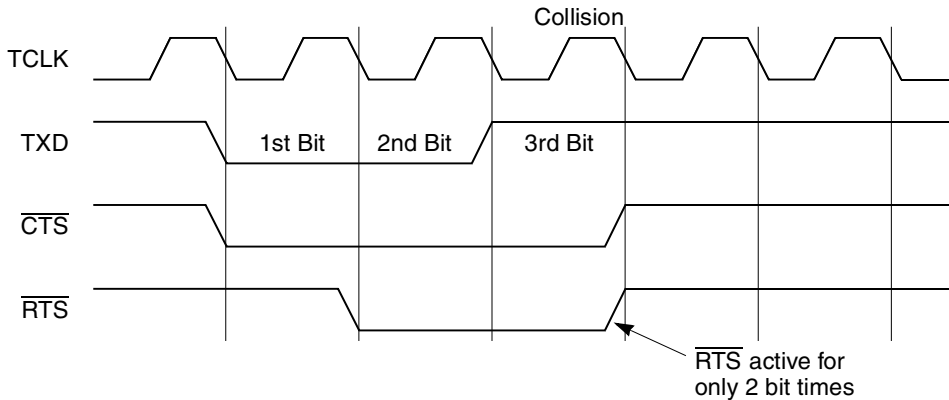 Collision
TCLK
TXD
1st Bit
2nd Bit
3rd Bit
CTS
RTS
RTS active for
only 2 bit times